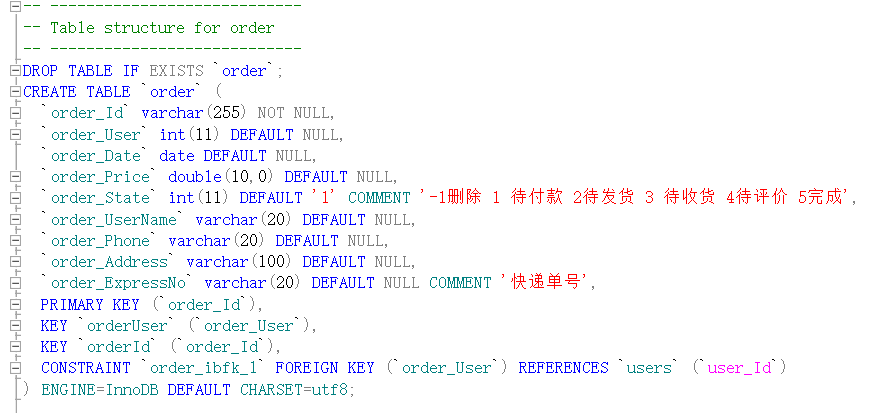 -- ----------------------------
-- Table structure for order
-- ----------------------------
DROP TABLE IF EXISTS `order`;
CREATE TABLE `order` (
  `order_Id` varchar(255) NOT NULL,
  `order_User` int(11) DEFAULT NULL,
  `order_Date` date DEFAULT NULL,
  `order_Price` double(10,0) DEFAULT NULL,
  `order_State` int(11) DEFAULT '1' COMMENT '-1删除 1 待付款 2待发货 3 待收货 4待评价 5完成',
  `order_UserName` varchar(20) DEFAULT NULL,
  `order_Phone` varchar(20) DEFAULT NULL,
  `order_Address` varchar(100) DEFAULT NULL,
  `order_ExpressNo` varchar(20) DEFAULT NULL COMMENT '快递单号',
  PRIMARY KEY (`order_Id`),
  KEY `orderUser` (`order_User`),
  KEY `orderId` (`order_Id`),
  CONSTRAINT `order_ibfk_1` FOREIGN KEY (`order_User`) REFERENCES `users` (`user_Id`)
) ENGINE=InnoDB DEFAULT CHARSET=utf8;